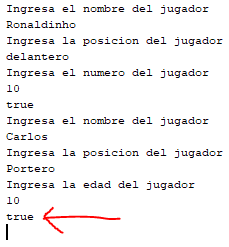 Ingresa el nombre del jugador
Ronaldinho
Ingresa la posicion del jugador
delantero
Ingresa el numero del jugador
10
true
Ingresa el nombre del jugador
Carlos
Ingresa la posicion del jugador
Portero
Ingresa la edad del jugador
10
true